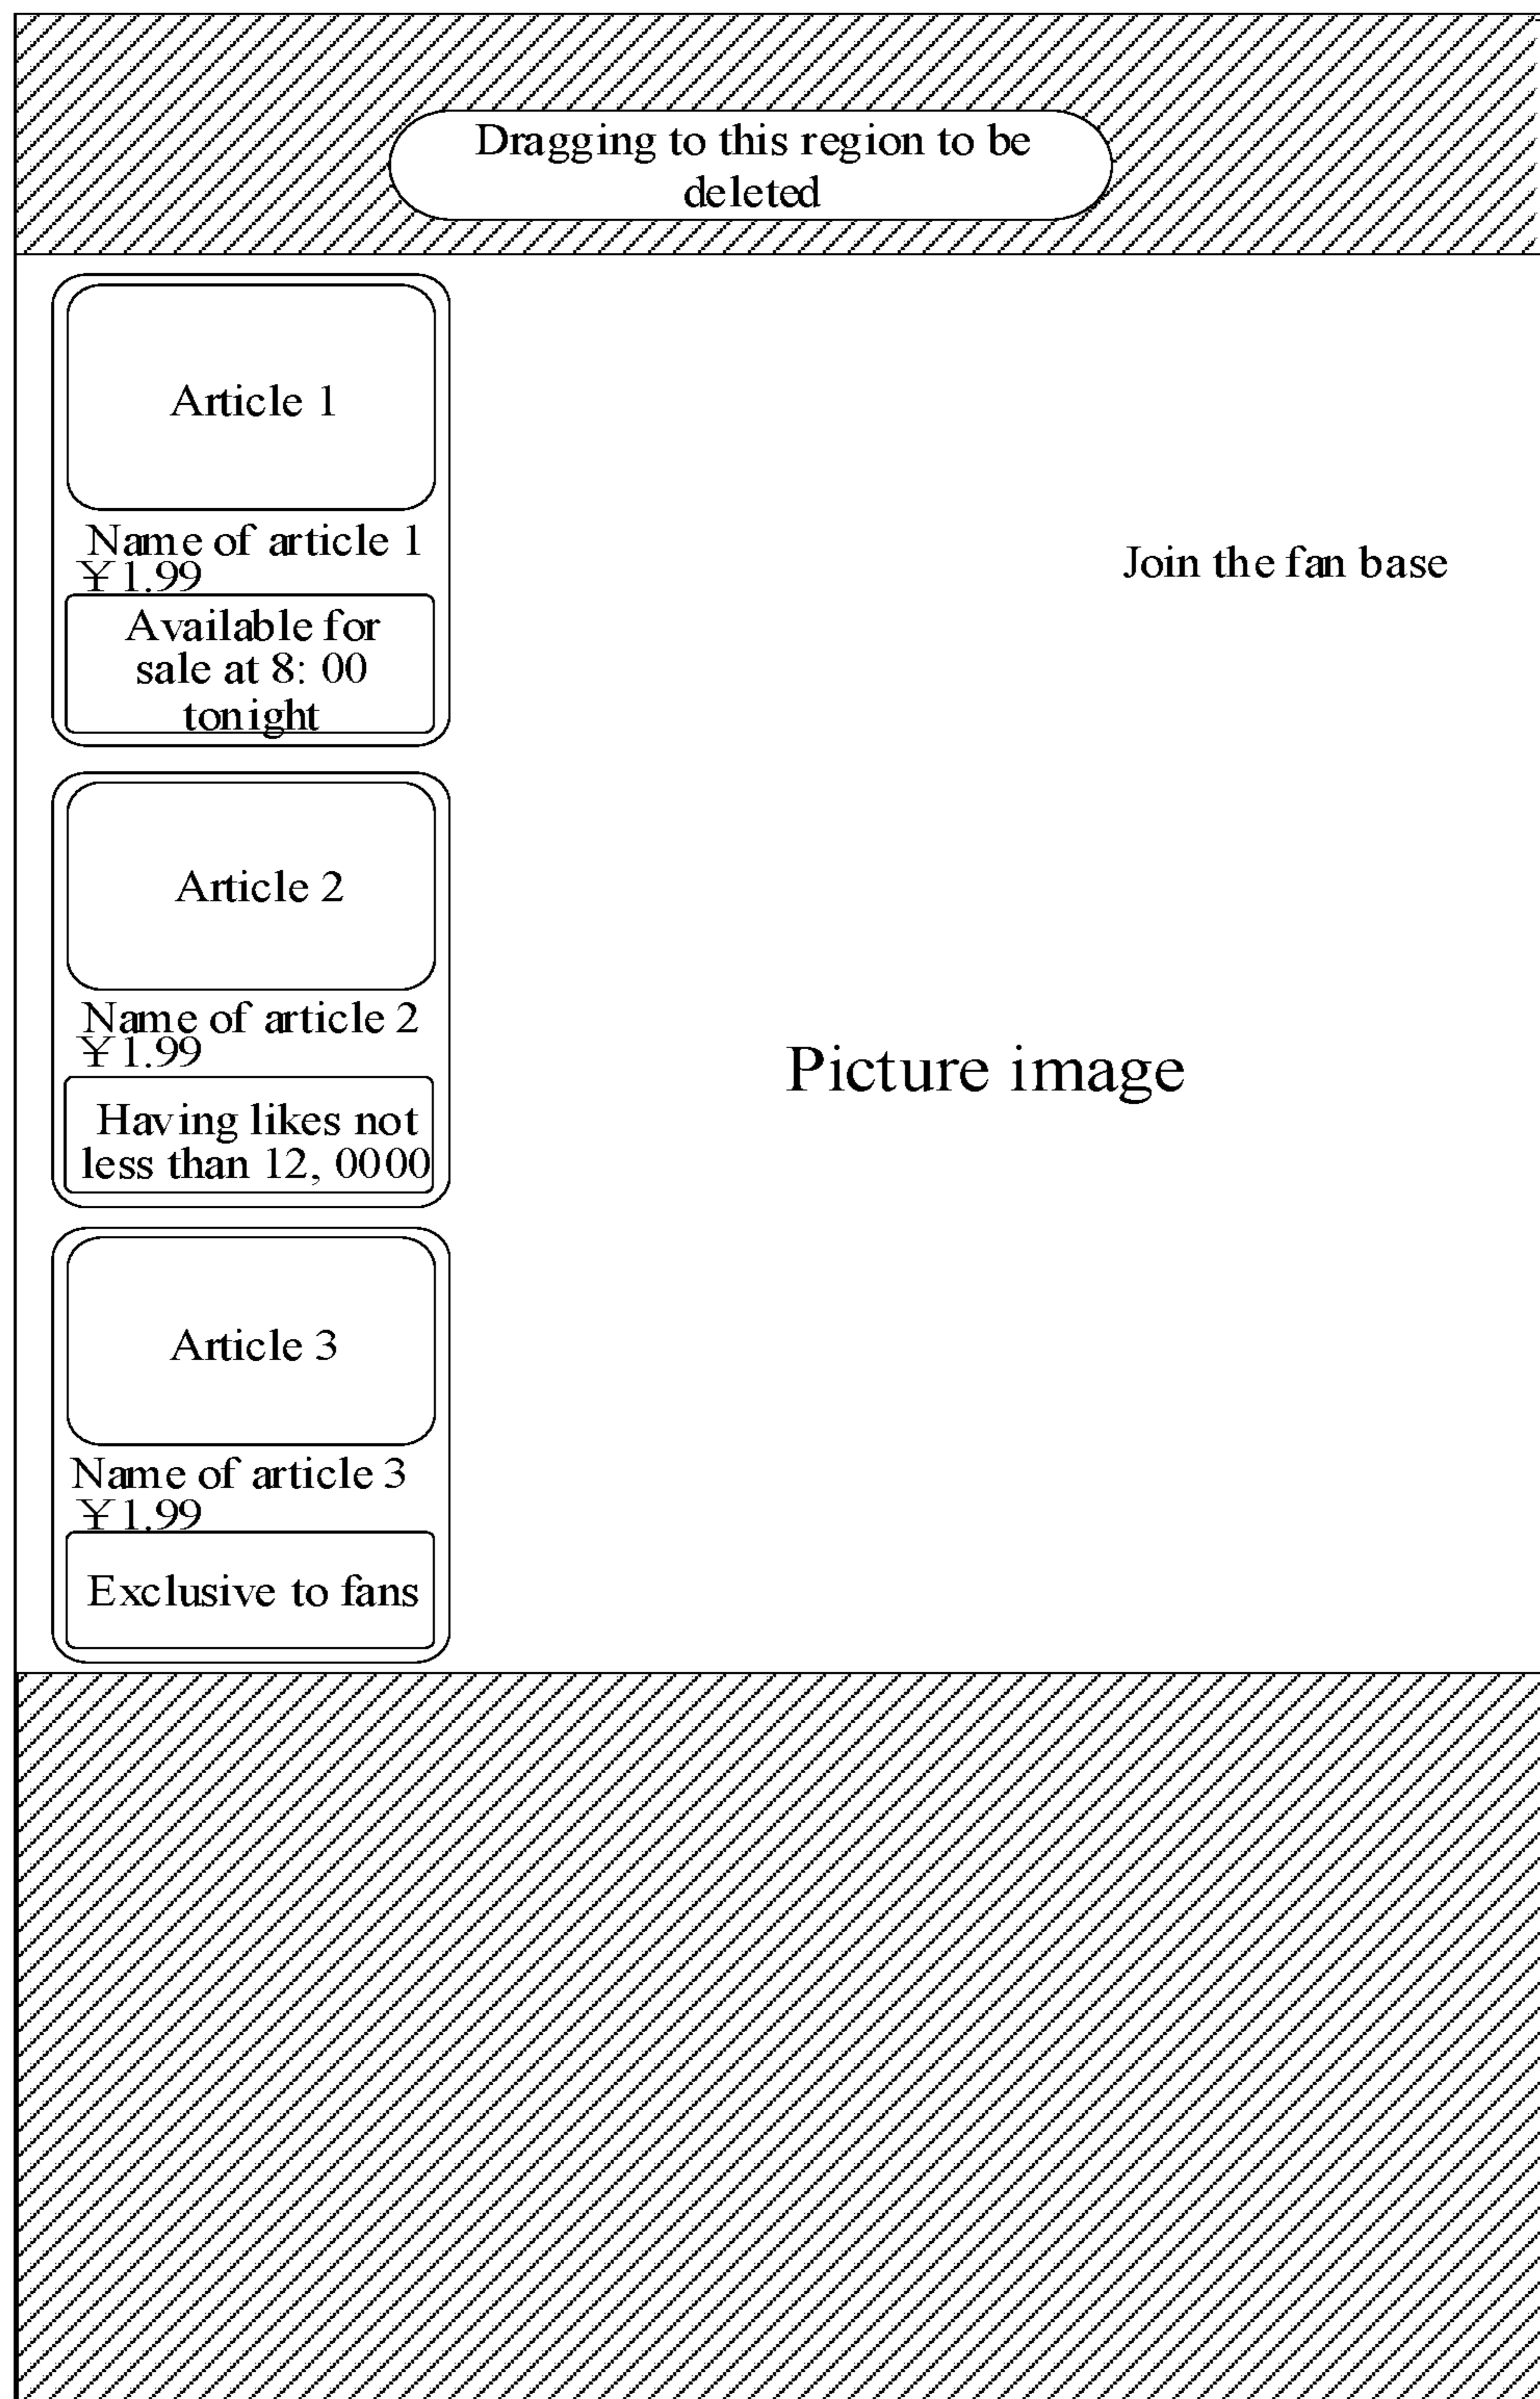 Dragging to this region to be
deleted
Article 1
Name of article 1
¥1.99
Available for
sale at 8: 00
tonight
Join the fan base
Article 2
Name of article 2
¥1.99
Having likes not
less than 12, 0000
Picture image
Article 3
Name of article 3
¥1.99
Exclusive to fans